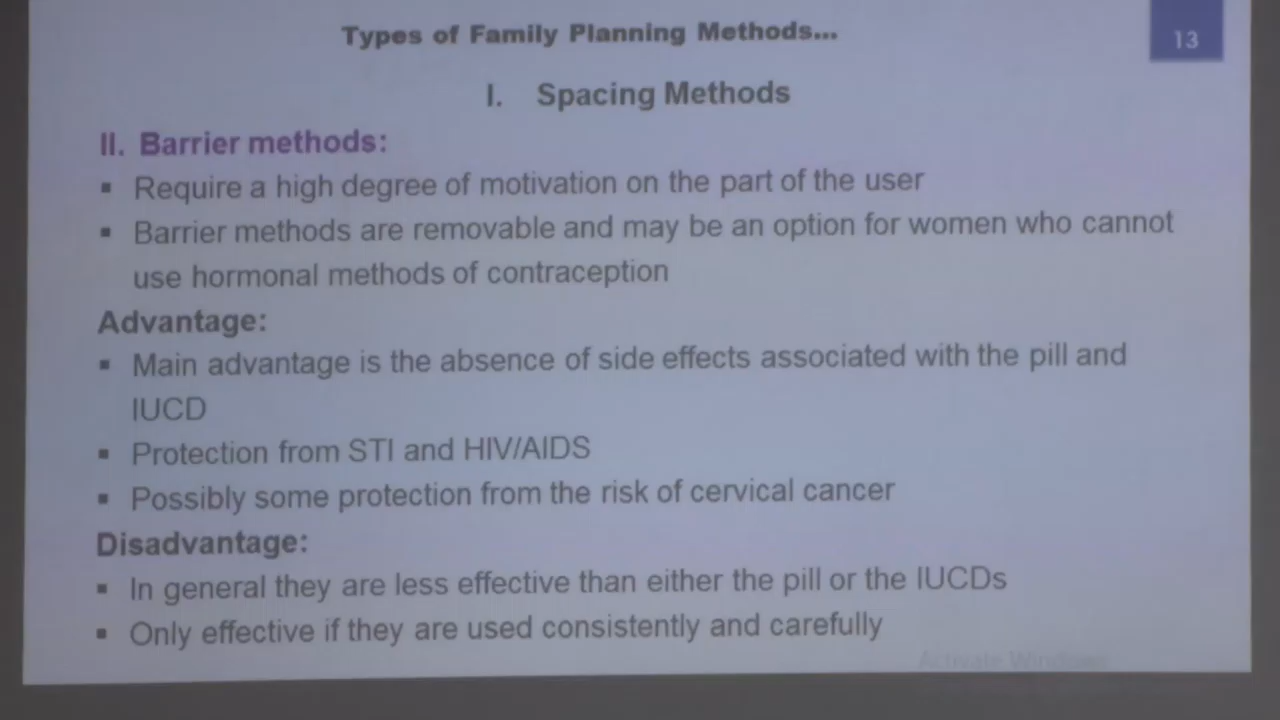 Types of Family Planning Methods...
13
I. Spacing Methods
II. Barrier methods:
▪ Require a high degree of motivation on the part of the user
▪ Barrier methods are removable and may be an option for women who cannot
use hormonal methods of contraception
Advantage:
▪ Main advantage is the absence of side effects associated with the pill and
IUCD
▪ Protection from STI and HIV/AIDS
▪ Possibly some protection from the risk of cervical cancer
Disadvantage:
▪ In general they are less effective than either the pill or the IUCDs
▪ Only effective if they are used consistently and carefully
Activate Windows